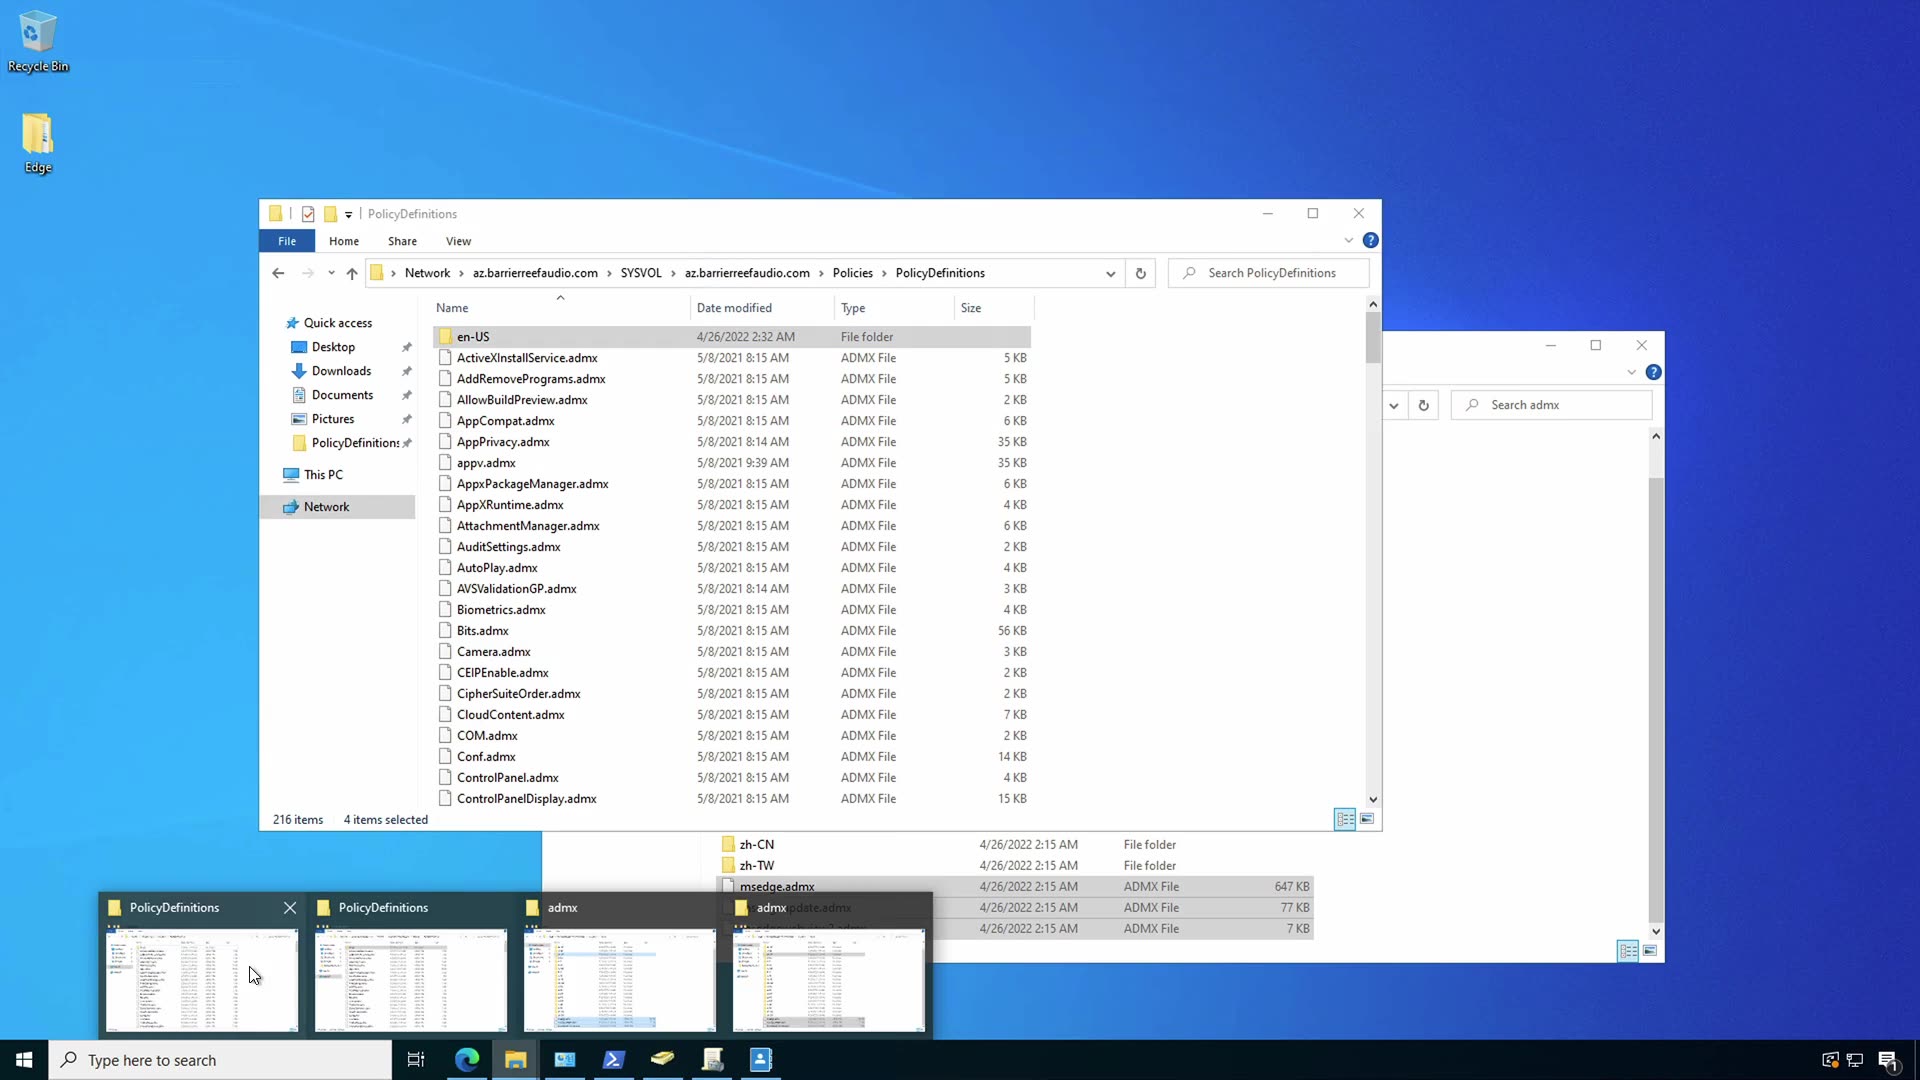 Recycle Bin
Edge
PolicyDefinitions
File Home Share View
Network az.barrierreefaudio.com SYSVOL az.barrierreefaudio.com Policies PolicyDefinitions
Search PolicyDefinitions
Name Date modified Type Size
Quick access
Desktop
Downloads
Documents
Pictures
PolicyDefinitions
This PC
Network
en-US 4/26/2022 2:32 AM File folder
ActiveXInstallService.admx 5/8/2021 8:15 AM ADMX File 5 KB
AddRemovePrograms.admx 5/8/2021 8:15 AM ADMX File 5 KB
AllowBuildPreview.admx 5/8/2021 8:15 AM ADMX File 2 KB
AppCompat.admx 5/8/2021 8:15 AM ADMX File 6 KB
AppPrivacy.admx 5/8/2021 8:14 AM ADMX File 35 KB
appv.admx 5/8/2021 9:39 AM ADMX File 35 KB
AppxPackageManager.admx 5/8/2021 8:15 AM ADMX File 6 KB
AppXRuntime.admx 5/8/2021 8:15 AM ADMX File 4 KB
AttachmentManager.admx 5/8/2021 8:15 AM ADMX File 6 KB
AuditSettings.admx 5/8/2021 8:15 AM ADMX File 2 KB
AutoPlay.admx 5/8/2021 8:15 AM ADMX File 4 KB
AVSValidationGP.admx 5/8/2021 8:14 AM ADMX File 3 KB
Biometrics.admx 5/8/2021 8:15 AM ADMX File 4 KB
Bits.admx 5/8/2021 8:15 AM ADMX File 56 KB
Camera.admx 5/8/2021 8:15 AM ADMX File 3 KB
CEIPEnable.admx 5/8/2021 8:15 AM ADMX File 2 KB
CipherSuiteOrder.admx 5/8/2021 8:15 AM ADMX File 2 KB
CloudContent.admx 5/8/2021 8:15 AM ADMX File 7 KB
COM.admx 5/8/2021 8:15 AM ADMX File 2 KB
Conf.admx 5/8/2021 8:15 AM ADMX File 14 KB
ControlPanel.admx 5/8/2021 8:15 AM ADMX File 4 KB
ControlPanelDisplay.admx 5/8/2021 8:15 AM ADMX File 15 KB
216 items 4 items selected
Search admx
zh-CN 4/26/2022 2:15 AM File folder
zh-TW 4/26/2022 2:15 AM File folder
msedge.admx 4/26/2022 2:15 AM ADMX File 647 KB
update.admx 4/26/2022 2:15 AM ADMX File 77 KB
4/26/2022 2:15 AM ADMX File 7 KB
PolicyDefinitions PolicyDefinitions admx admx
Type here to search
1